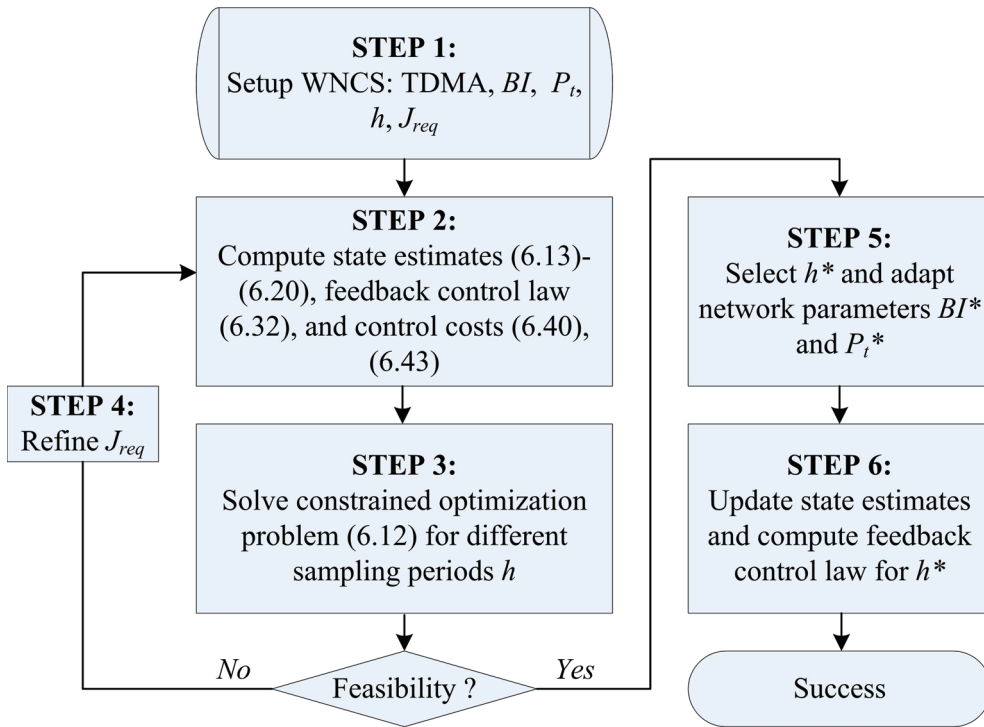 STEP 1:
Setup WNCS: TDMA, BI, Pt,
h, Jreq
STEP 2:
Compute state estimates (6.13)-
(6.20), feedback control law
(6.32), and control costs (6.40),
(6.43)
STEP 3:
Solve constrained optimization
problem (6.12) for different
sampling periods h
Feasibility ?
No
Yes
STEP 4:
Refine Jreq
STEP 5:
Select h* and adapt
network parameters BI*
and Pt*
STEP 6:
Update state estimates
and compute feedback
control law for h*
Success